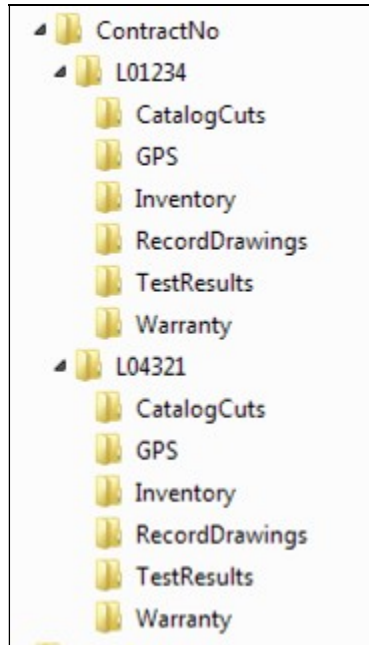 ContractNo
L01234
CatalogCuts
GPS
Inventory
RecordDrawings
TestResults
Warranty
L04321
CatalogCuts
GPS
Inventory
RecordDrawings
TestResults
Warranty